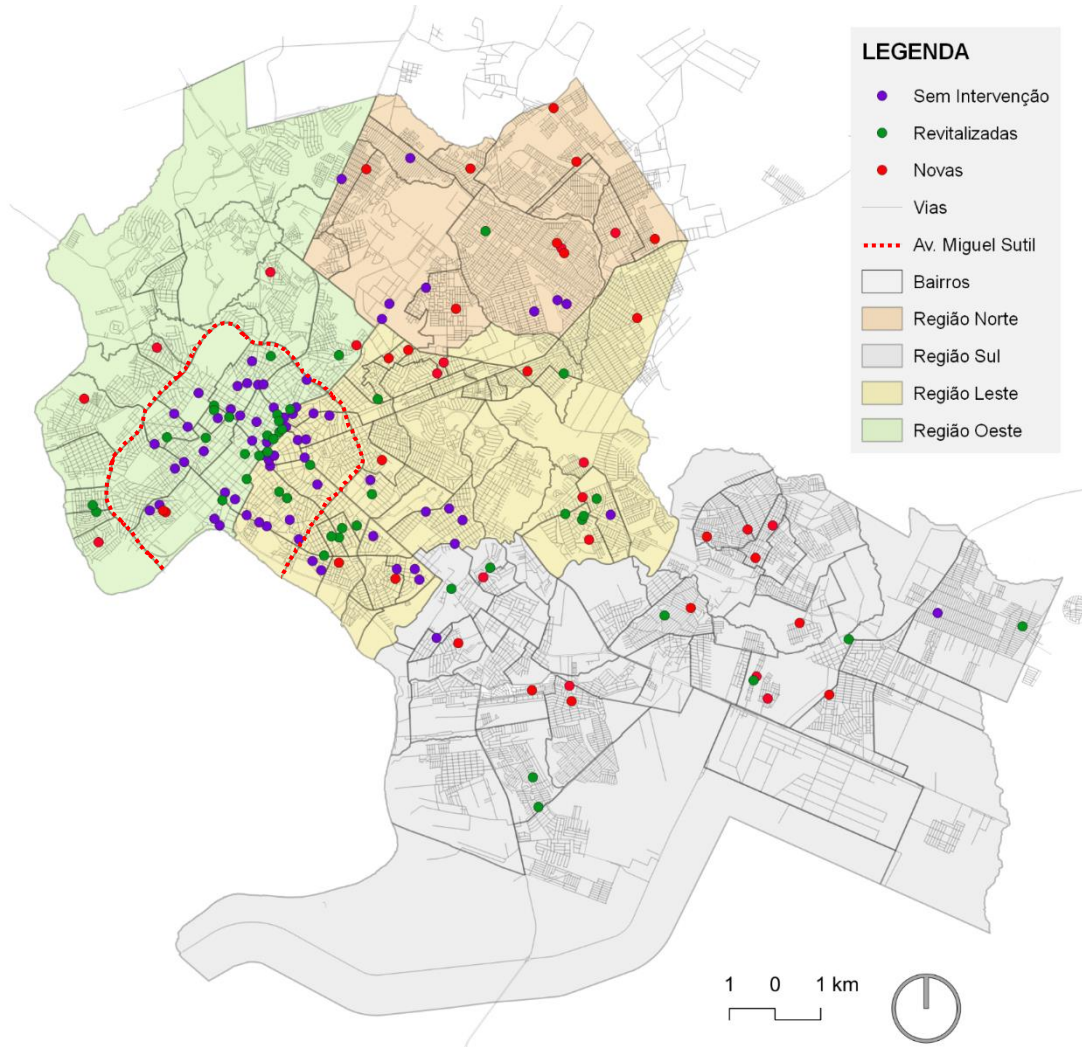 LEGENDA
Sem Intervenção
Revitalizadas
Novas
Vias
Av. Miguel Sutil
Bairros
Região Norte
Região Sul
Região Leste
Região Oeste
1 0 1 km